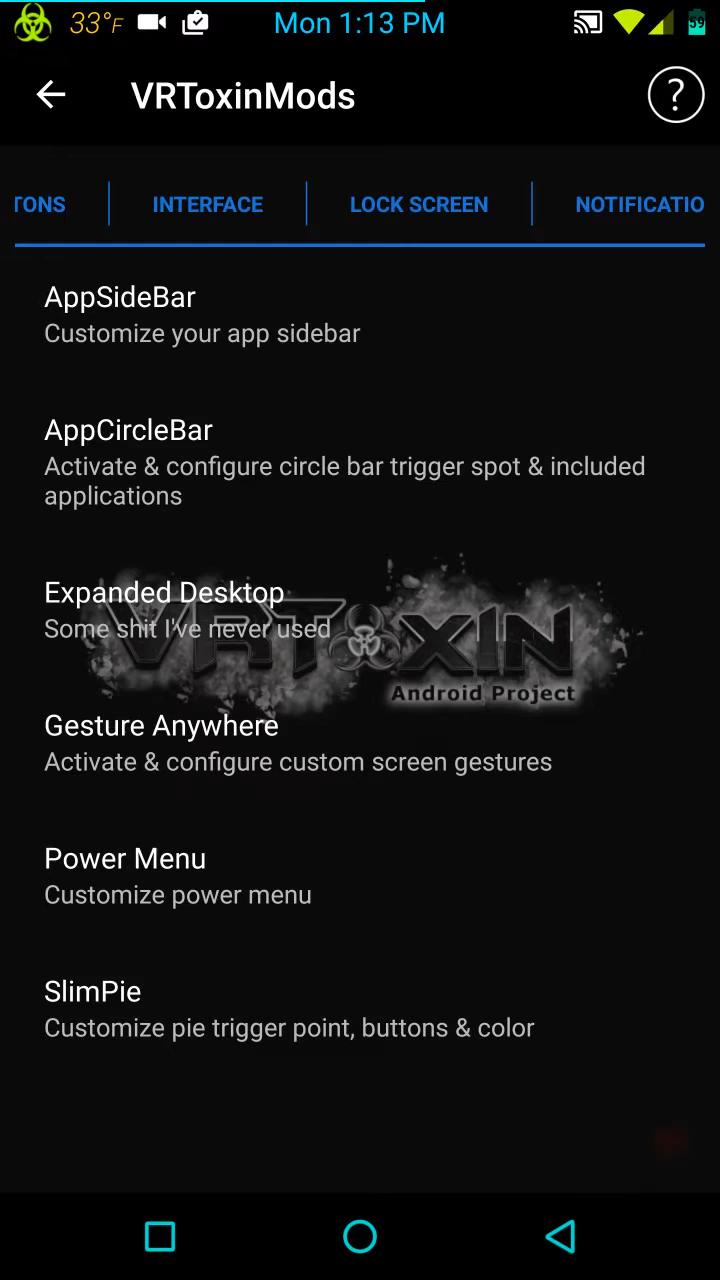 33°F Mon 1:13 PM 59
VRToxinMods ?
TONS INTERFACE LOCK SCREEN NOTIFICATIO
AppSideBar
Customize your app sidebar
AppCircleBar
Activate & configure circle bar trigger spot & included
applications
Expanded Desktop
Some shit I've never used
VRTOXIN
Android Project
Gesture Anywhere
Activate & configure custom screen gestures
Power Menu
Customize power menu
SlimPie
Customize pie trigger point, buttons & color